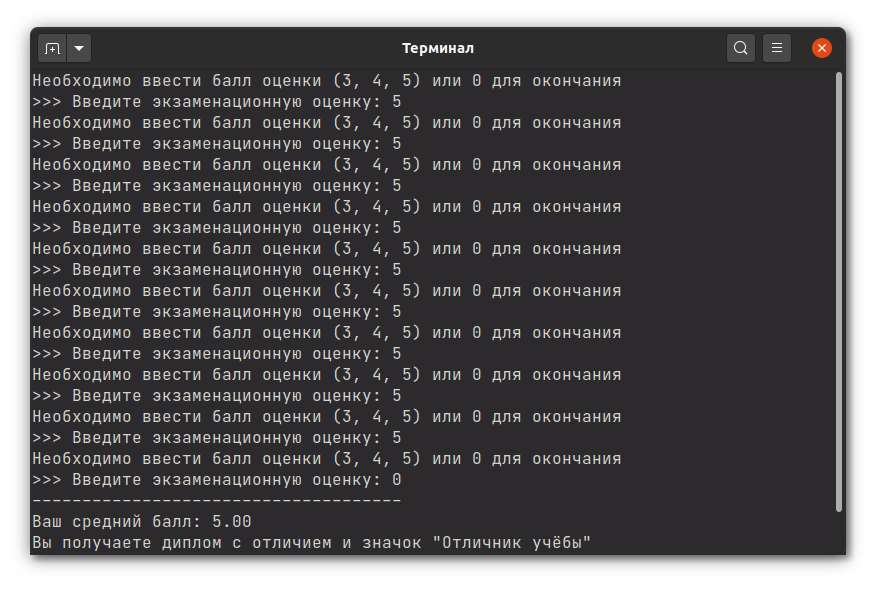 Терминал
Необходимо ввести балл оценки (3, 4, 5) или 0 для окончания
>>> Введите экзаменационную оценку: 5
Необходимо ввести балл оценки (3, 4, 5) или 0 для окончания
>>> Введите экзаменационную оценку: 5
Необходимо ввести балл оценки (3, 4, 5) или 0 для окончания
>>> Введите экзаменационную оценку: 5
Необходимо ввести балл оценки (3, 4, 5) или 0 для окончания
>>> Введите экзаменационную оценку: 5
Необходимо ввести балл оценки (3, 4, 5) или 0 для окончания
>>> Введите экзаменационную оценку: 5
Необходимо ввести балл оценки (3, 4, 5) или 0 для окончания
>>> Введите экзаменационную оценку: 5
Необходимо ввести балл оценки (3, 4, 5) или 0 для окончания
>>> Введите экзаменационную оценку: 5
Необходимо ввести балл оценки (3, 4, 5) или 0 для окончания
>>> Введите экзаменационную оценку: 5
Необходимо ввести балл оценки (3, 4, 5) или 0 для окончания
>>> Введите экзаменационную оценку: 5
Необходимо ввести балл оценки (3, 4, 5) или 0 для окончания
>>> Введите экзаменационную оценку: 0
-------------------------------------
Ваш средний балл: 5.00
Вы получаете диплом с отличием и значок "Отличник учёбы"